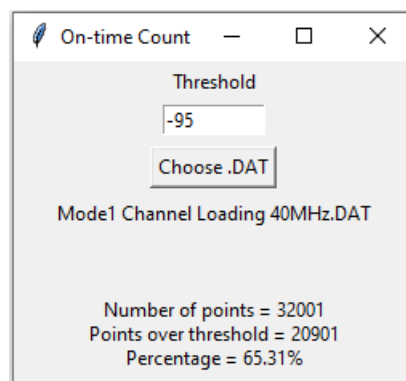 On-time Count
Threshold
-95
Choose .DAT
Mode1 Channel Loading 40MHz.DAT
Number of points = 32001
Points over threshold = 20901
Percentage = 65.31%